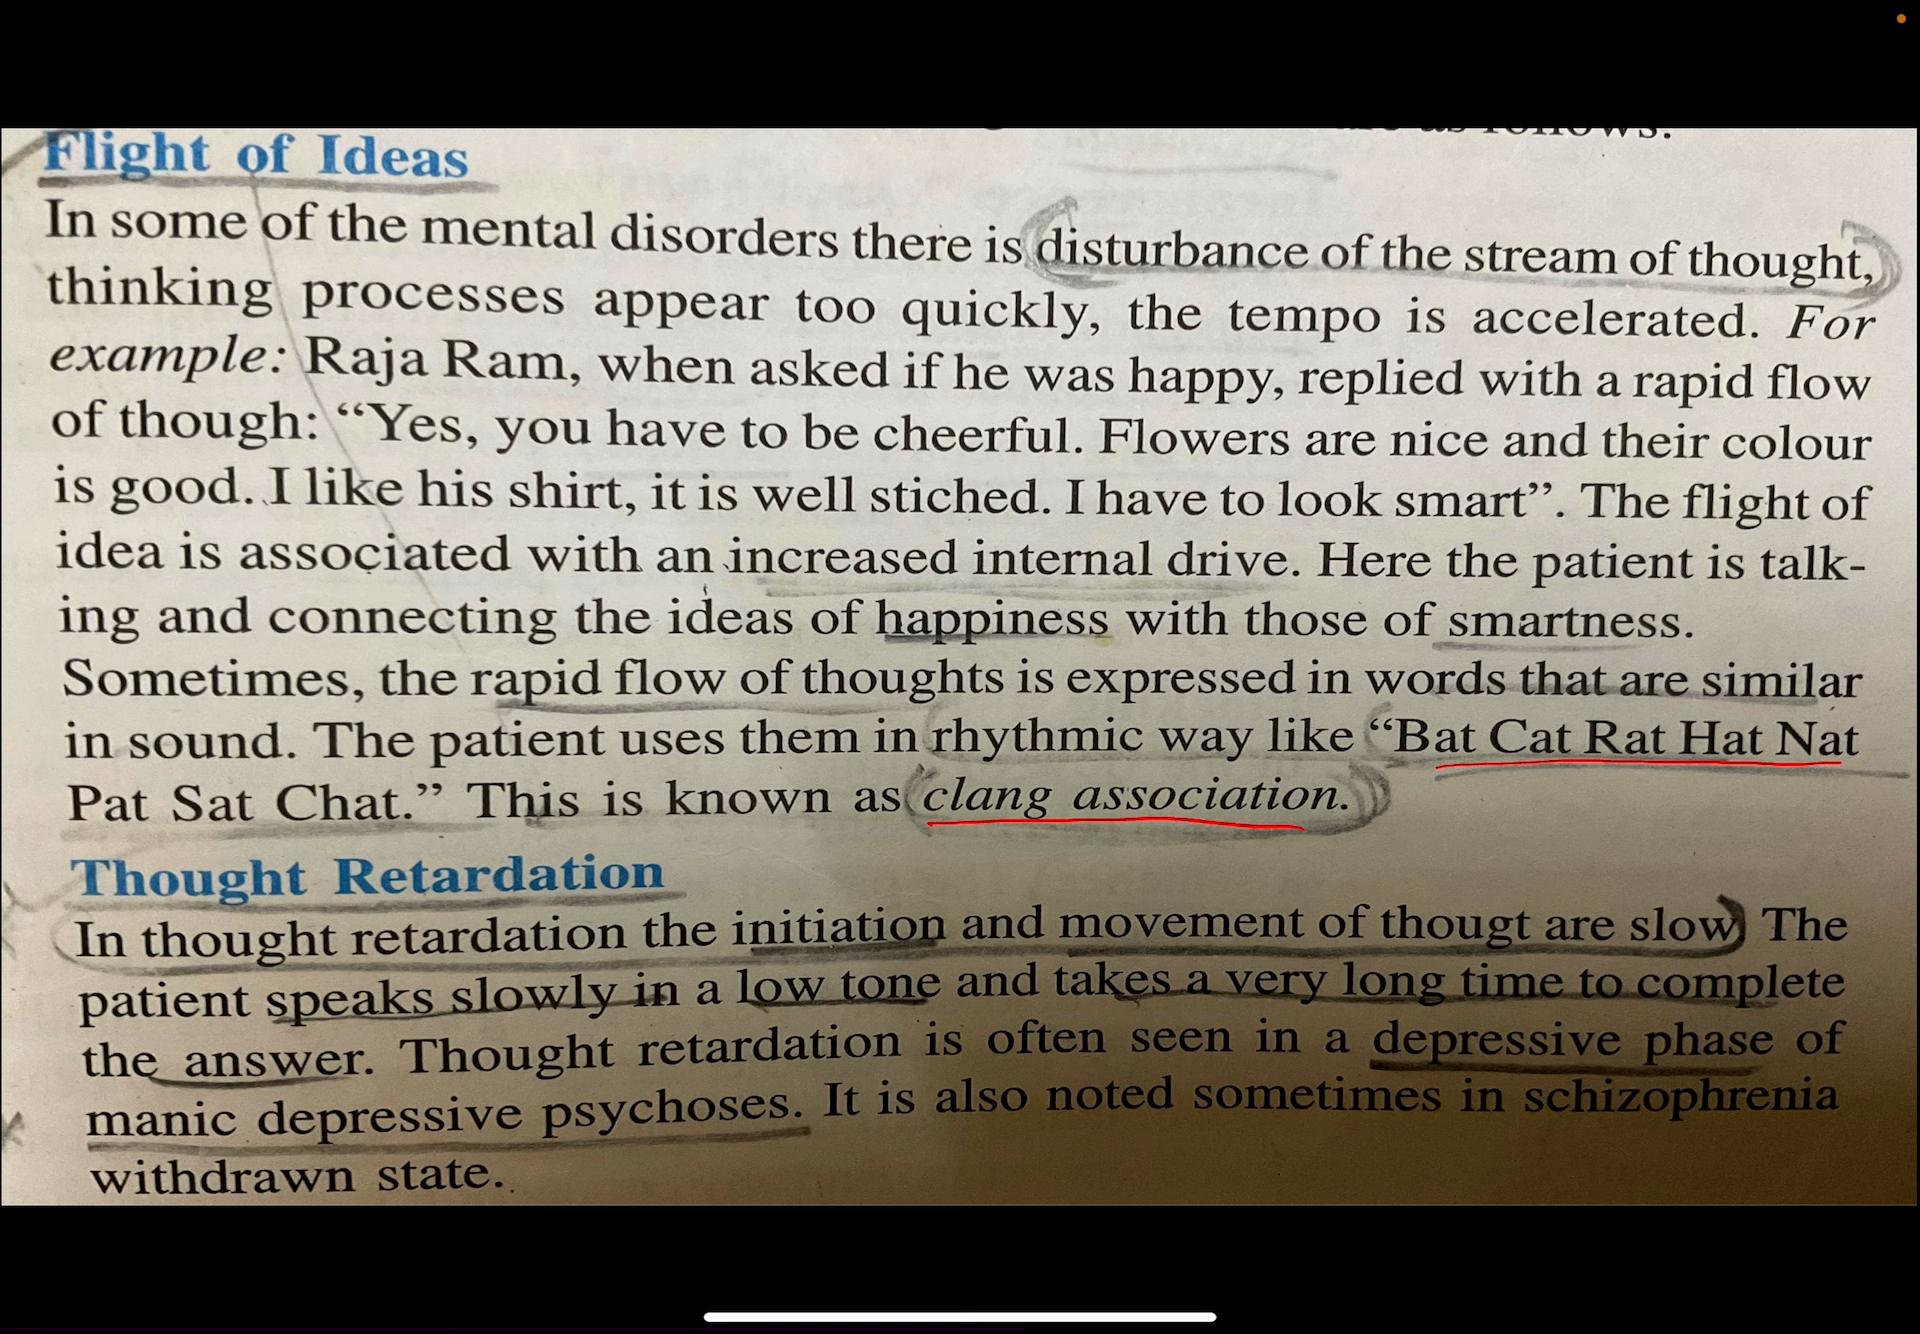 as follows:
Flight of Ideas
In some of the mental disorders there is disturbance of the stream of thought,
thinking processes appear too quickly, the tempo is accelerated. For
example: Raja Ram, when asked if he was happy, replied with a rapid flow
of though: “Yes, you have to be cheerful. Flowers are nice and their colour
is good. I like his shirt, it is well stiched. I have to look smart”. The flight of
idea is associated with an increased internal drive. Here the patient is talk-
ing and connecting the ideas of happiness with those of smartness.
Sometimes, the rapid flow of thoughts is expressed in words that are similar
in sound. The patient uses them in rhythmic way like “Bat Cat Rat Hat Nat
Pat Sat Chat.” This is known as clang association.
Thought Retardation
In thought retardation the initiation and movement of thougt are slow The
patient speaks slowly in a low tone and takes a very long time to complete
the answer. Thought retardation is often seen in a depressive phase of
manic depressive psychoses. It is also noted sometimes in schizophrenia
withdrawn state.